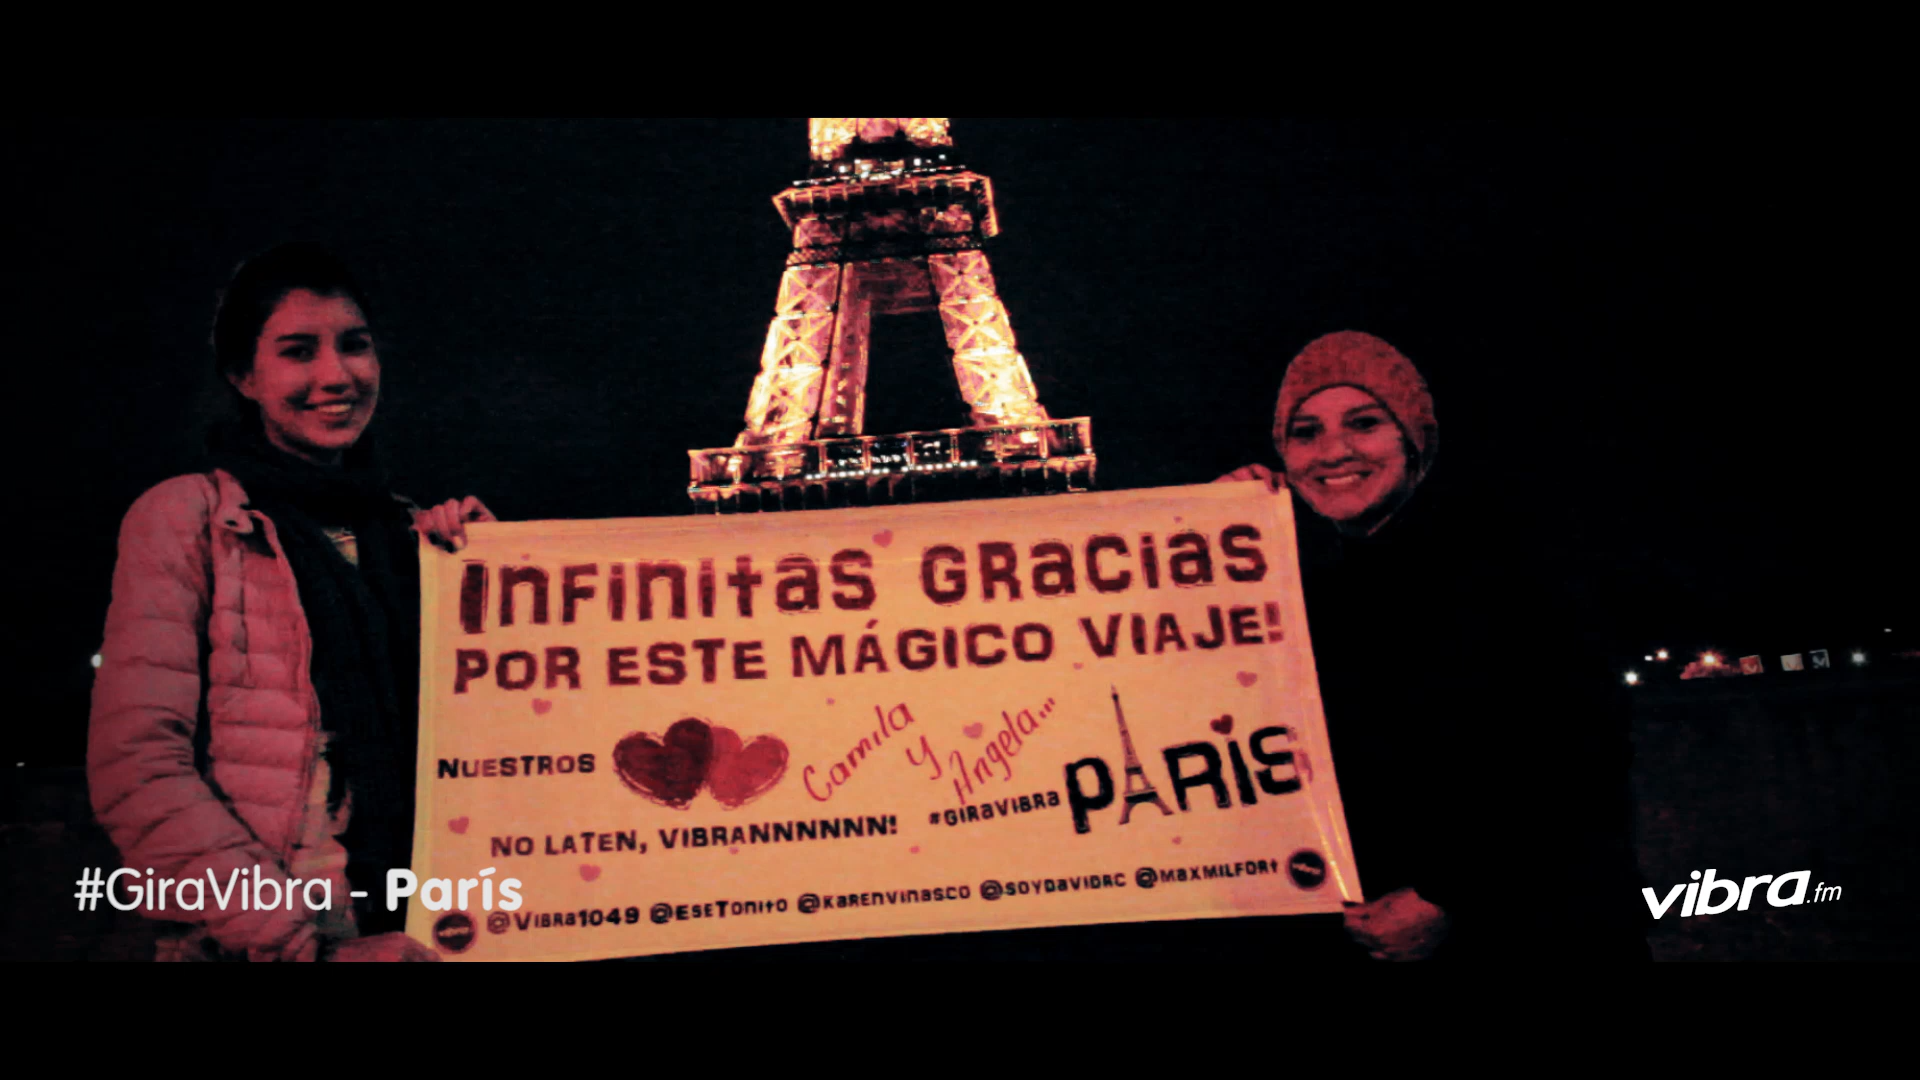 INFINITAS GRACIAS
POR ESTE MÁGICO VIAJE!
NUESTROS
Camila
y
Angela...
NO LATEN, VIBRANNNNNN!
#GIRAVIBRA
PARIS
@VIBRA1049 @ESETONITO @KARENVINASCO @SOYDAVIDRC @MAXMILFORT
#GiraVibra - París
vibra.fm